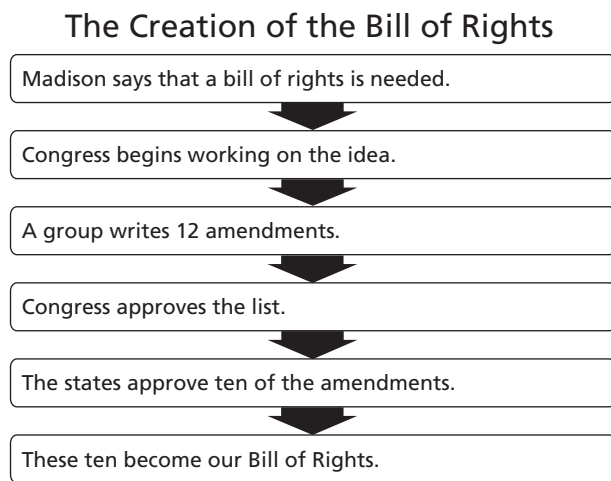 The Creation of the Bill of Rights
Madison says that a bill of rights is needed.
Congress begins working on the idea.
A group writes 12 amendments.
Congress approves the list.
The states approve ten of the amendments.
These ten become our Bill of Rights.